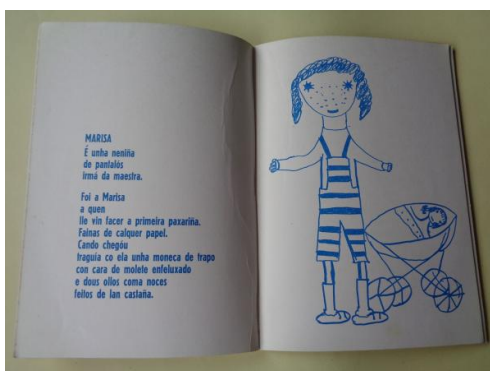 MARISA
É unha neniña
de pantalós
irmá da maestra.
Foi a Marisa
a quen
lle vin facer a primeira paxariña.
Fainas de calquer papel.
Cando chegóu
traguía co ela unha moneca de trapo
con cara de molete enfeluxado
e dous ollos coma noces
feitos de lan castaña.